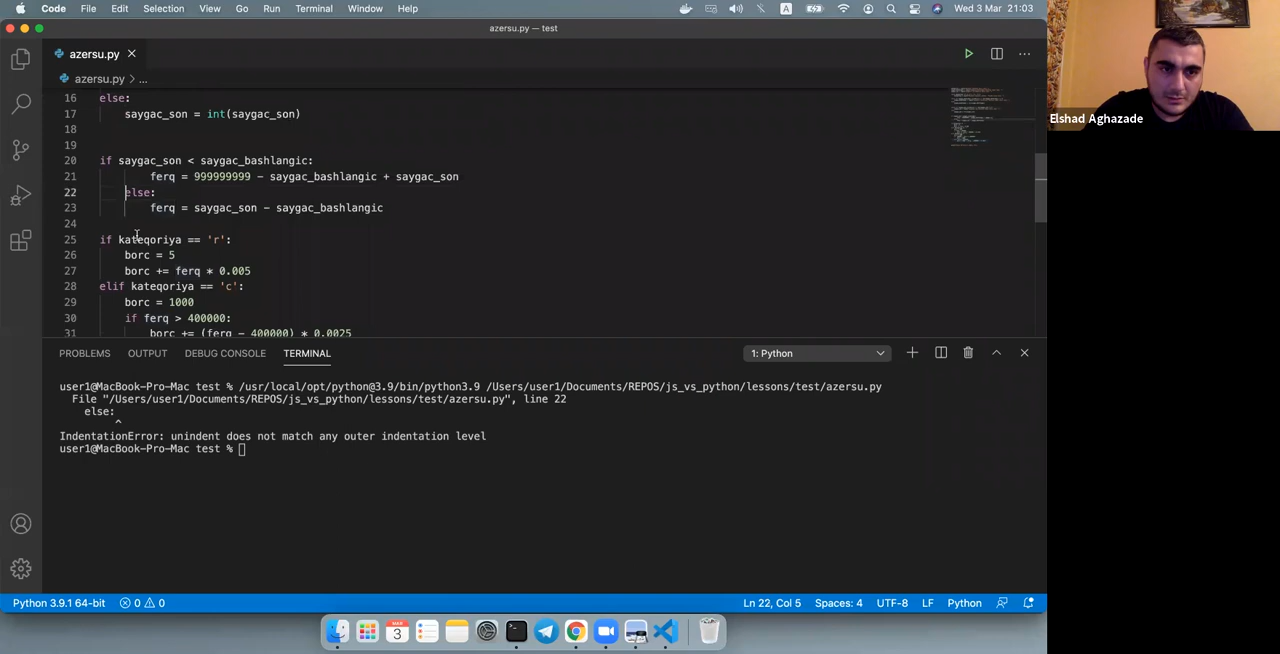 Code File Edit Selection View Go Run Terminal Window Help
A
Wed 3 Mar 21:03
azersu.py — test
azersu.py
azersu.py > ...
16 else:
17 saygac_son = int(saygac_son)
18
19
20 if saygac_son < saygac_bashlangic:
21 ferq = 999999999 - saygac_bashlangic + saygac_son
22 else:
23 ferq = saygac_son - saygac_bashlangic
24
25 if kateqoriya == 'r':
26 borc = 5
27 borc += ferq * 0.005
28 elif kateqoriya == 'c':
29 borc = 1000
30 if ferq > 400000:
31 borc += (ferq - 400000) * 0.0025
PROBLEMS OUTPUT DEBUG CONSOLE TERMINAL 1: Python
user1@MacBook-Pro-Mac test % /usr/local/opt/python@3.9/bin/python3.9 /Users/user1/Documents/REPOS/js_vs_python/lessons/test/azersu.py
File "/Users/user1/Documents/REPOS/js_vs_python/lessons/test/azersu.py", line 22
else:
^
IndentationError: unindent does not match any outer indentation level
user1@MacBook-Pro-Mac test %
Python 3.9.1 64-bit 0 0 Ln 22, Col 5 Spaces: 4 UTF-8 LF Python
MAR
3
Elshad Aghazade